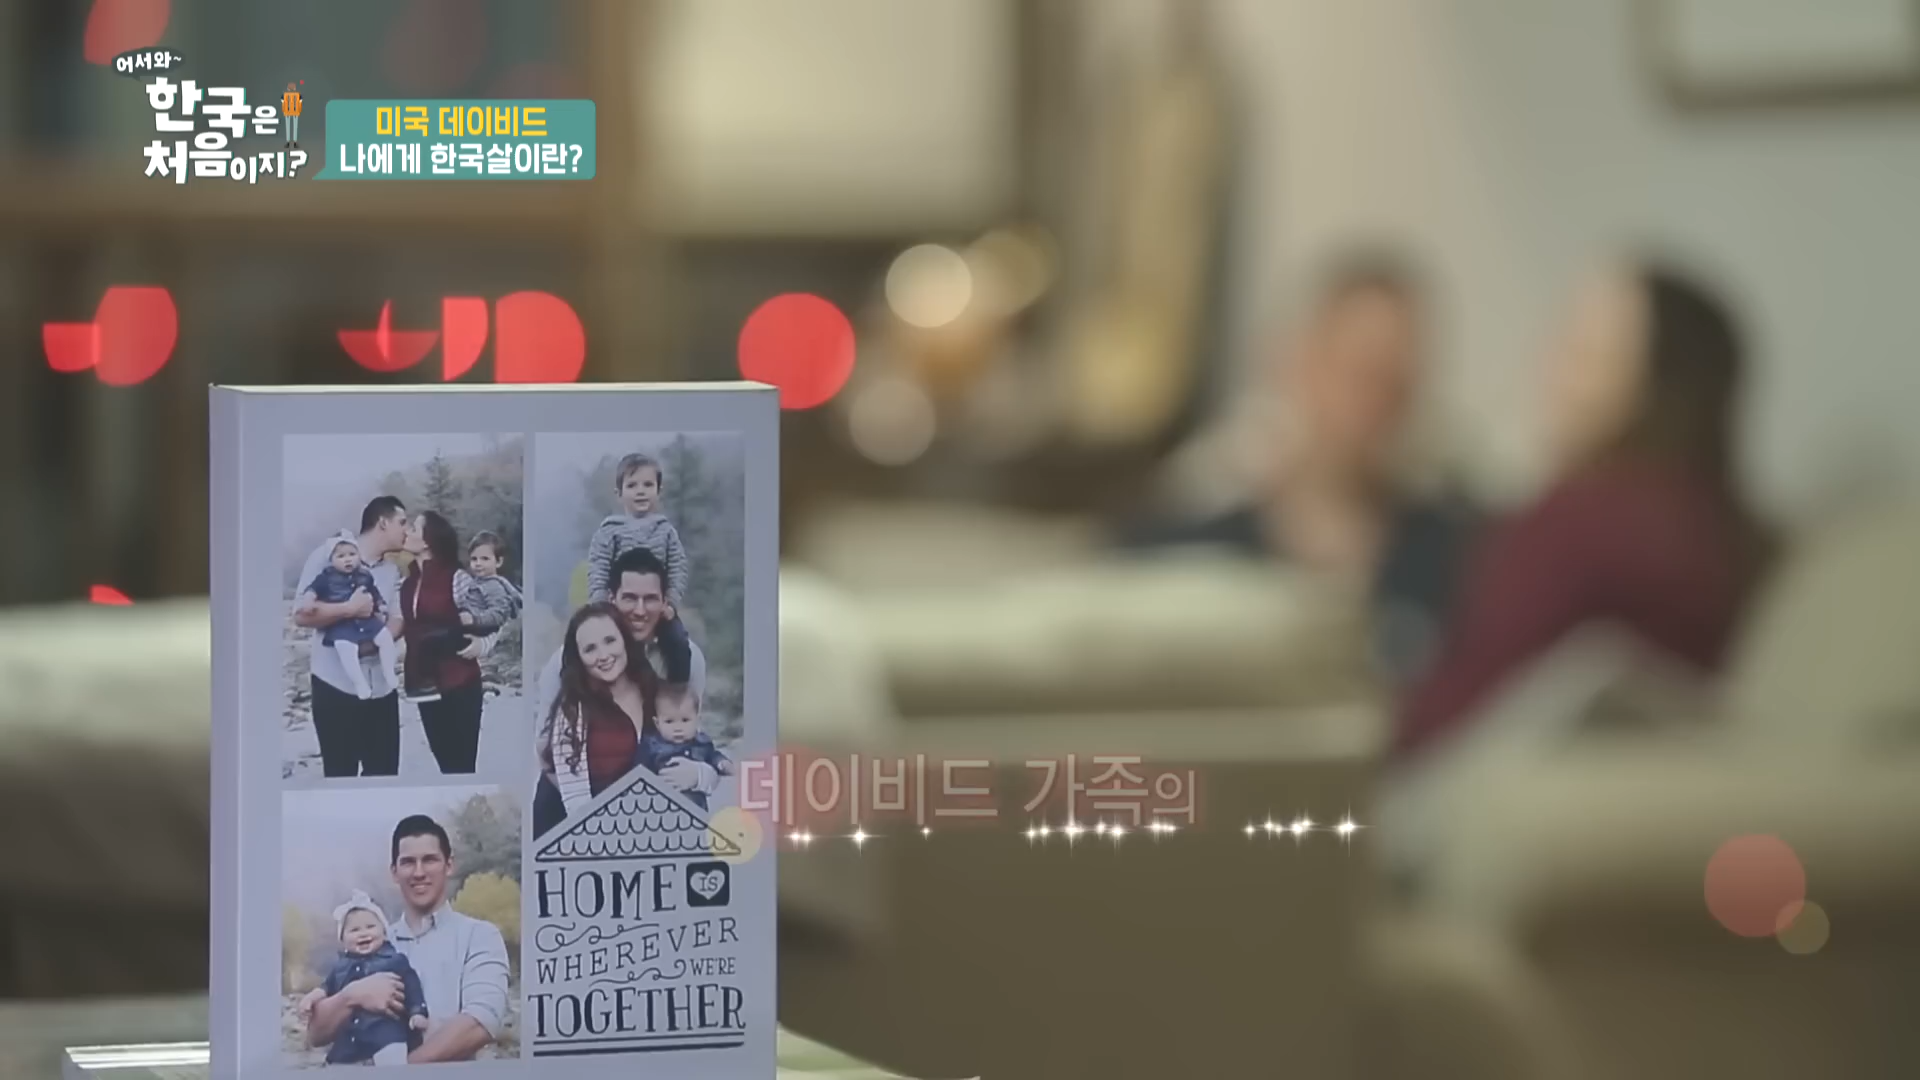 어서와~
한국은
처음이지?
미국 데이비드
나에게 한국살이란?
데이비드 가족의
HOME IS
WHEREVER
WE'RE
TOGETHER